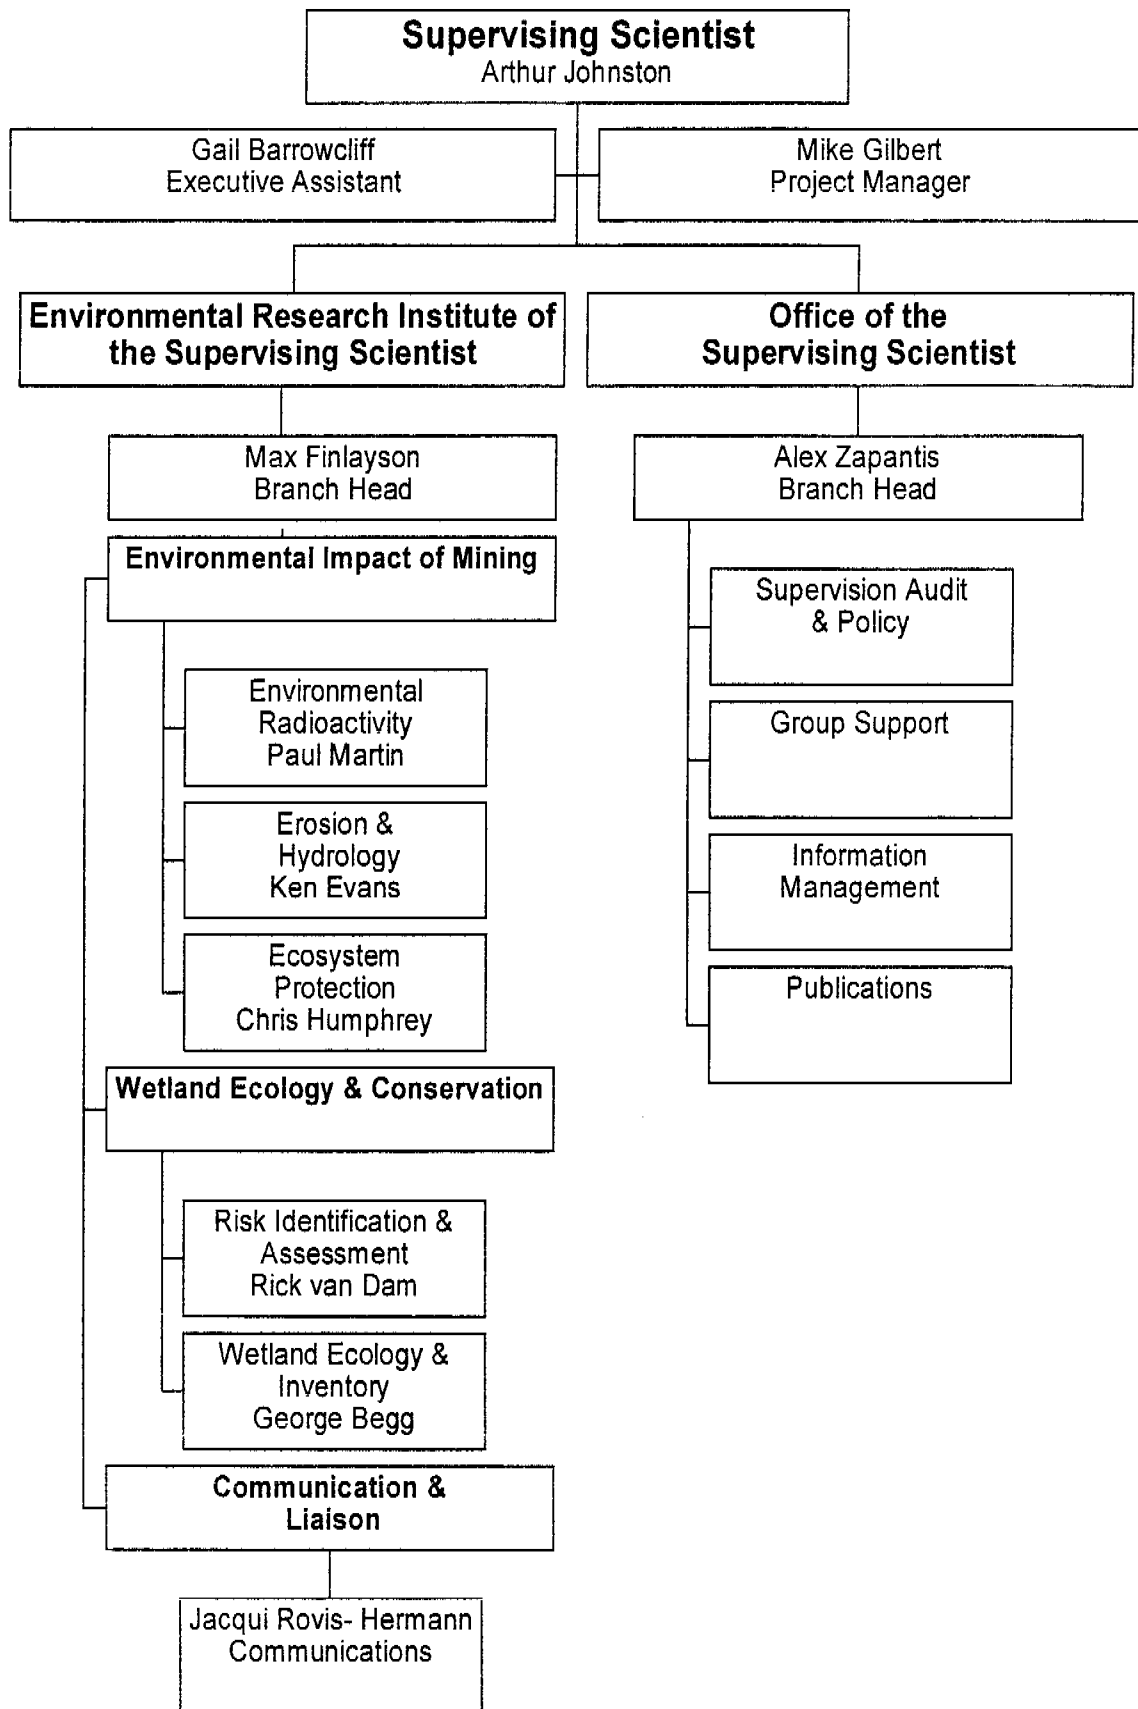 Supervising Scientist
Arthur Johnston
Gail Barrowcliff
Executive Assistant
Mike Gilbert
Project Manager
Environmental Research Institute of
the Supervising Scientist
Office of the
Supervising Scientist
Max Finlayson
Branch Head
Alex Zapantis
Branch Head
Environmental Impact of Mining
Environmental
Radioactivity
Paul Martin
Erosion &
Hydrology
Ken Evans
Ecosystem
Protection
Chris Humphrey
Wetland Ecology & Conservation
Risk Identification &
Assessment
Rick van Dam
Wetland Ecology &
Inventory
George Begg
Communication &
Liaison
Jacqui Rovis- Hermann
Communications
Supervision Audit
& Policy
Group Support
Information
Management
Publications